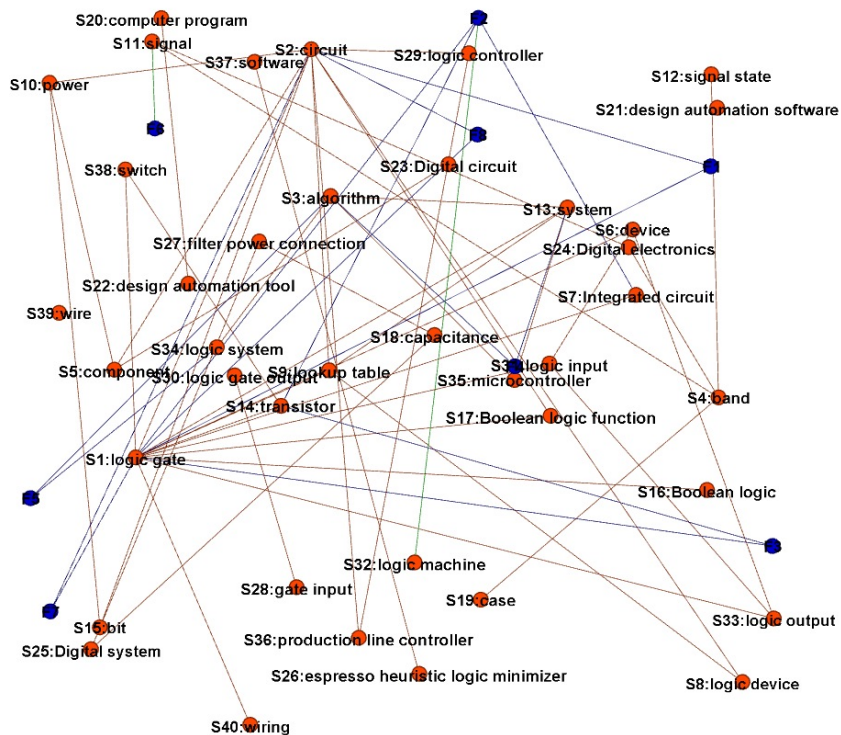 S20:computer program
S11:signal
S2:circuit
S37:software
S29:logic controller
S10:power
S12:signal state
S21:design automation software
S38:switch
S23:Digital circuit
S3:algorithm
S13:system
S6:device
S27:filter power connection
S24:Digital electronics
S22:design automation tool
S7:Integrated circuit
S39:wire
S18:capacitance
S34:logic system
S5:component
S30:logic gate output
S9:lookup table
logic input
S35:microcontroller
S14:transistor
S4:band
S17:Boolean logic function
S1:logic gate
S16:Boolean logic
S32:logic machine
S28:gate input
S19:case
S15:bit
S33:logic output
S36:production line controller
S25:Digital system
S26:espresso heuristic logic minimizer
S8:logic device
S40:wiring